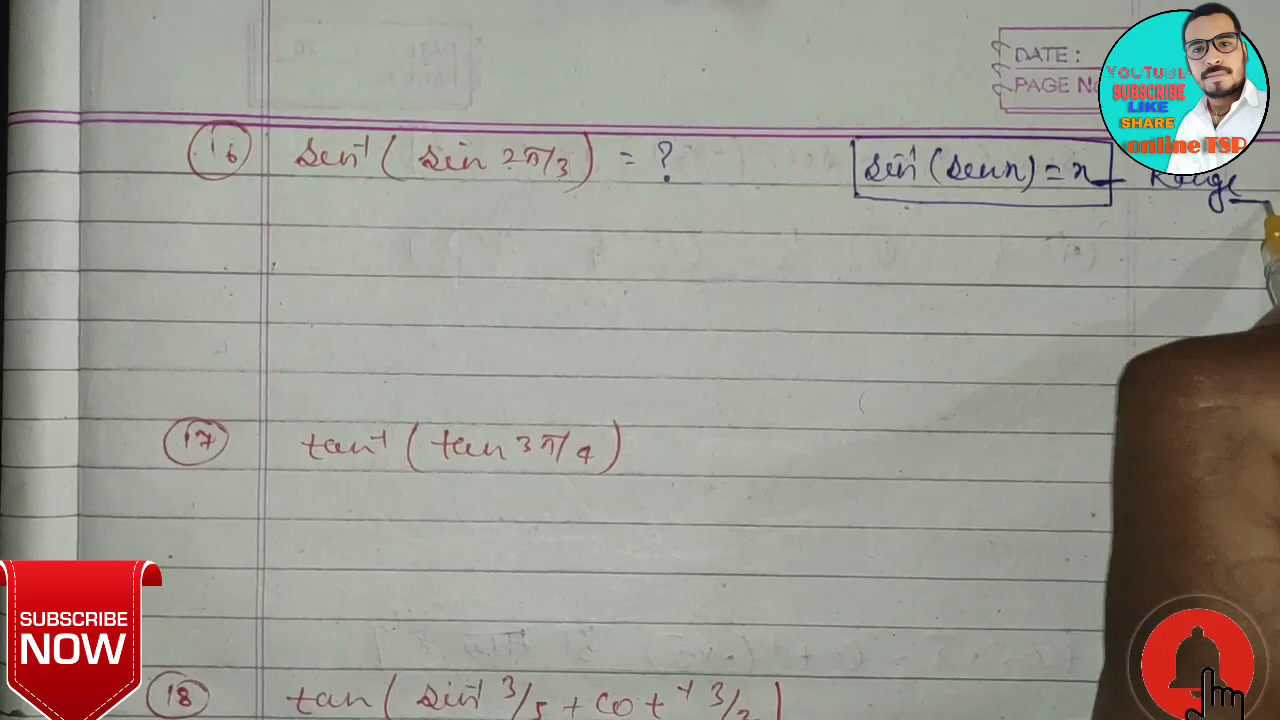 DATE :
PAGE No
YOUTUBE
SUBSCRIBE
LIKE
SHARE
online TSP
16 sin⁻¹ ( sin 2π/3 ) = ? sin⁻¹ (sin x) = x — Range
17 tan⁻¹ ( tan 3π/4 )
18 tan ( sin⁻¹ 3/5 + cot⁻¹ 3/2 )
SUBSCRIBE
NOW